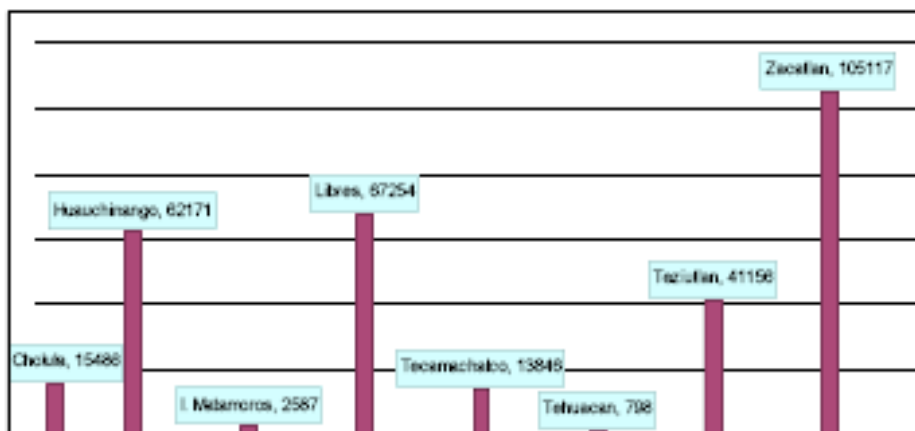 Zacatlan, 105117
Libres, 67254
Huauchinango, 62171
Teziutlan, 41156
Cholula, 15486
Tecamachalco, 13846
I. Matamoros, 2587
Tehuacan, 798